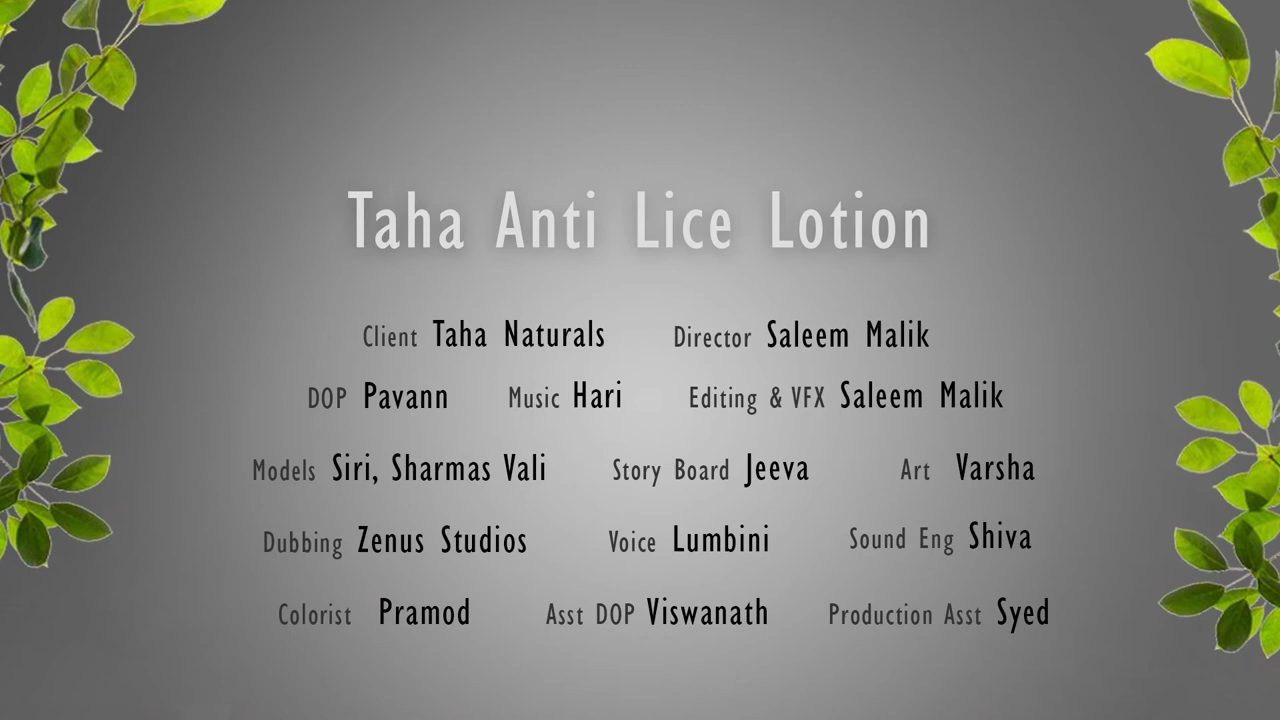 Taha Anti Lice Lotion
Client Taha Naturals Director Saleem Malik
DOP Pavann Music Hari Editing & VFX Saleem Malik
Models Siri, Sharmas Vali Story Board Jeeva Art Varsha
Dubbing Zenus Studios Voice Lumbini Sound Eng Shiva
Colorist Pramod Asst DOP Viswanath Production Asst Syed